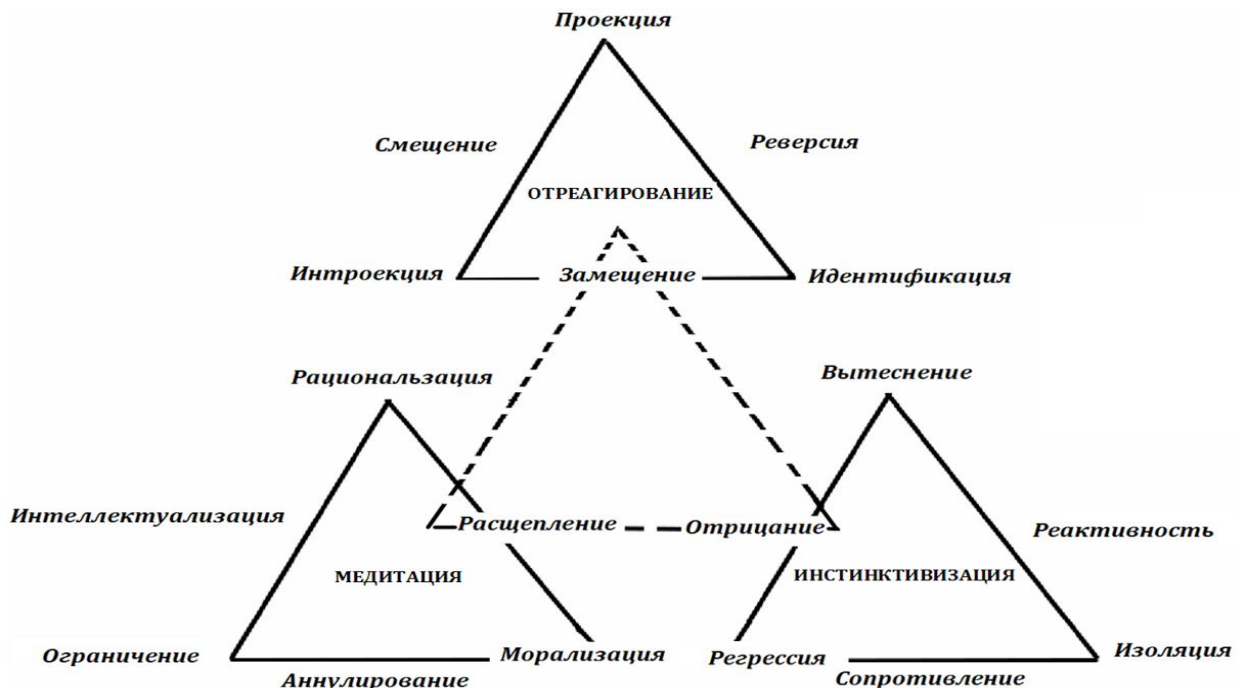 Проекция
Смещение
Реверсия
ОТРЕАГИРОВАНИЕ
Интроекция
Замещение
Идентификация
Рациональзация
Вытеснение
Интеллектуализация
Расщепление
Отрицание
Реактивность
МЕДИТАЦИЯ
ИНСТИНКТИВИЗАЦИЯ
Ограничение
Морализация
Регрессия
Изоляция
Аннулирование
Сопротивление